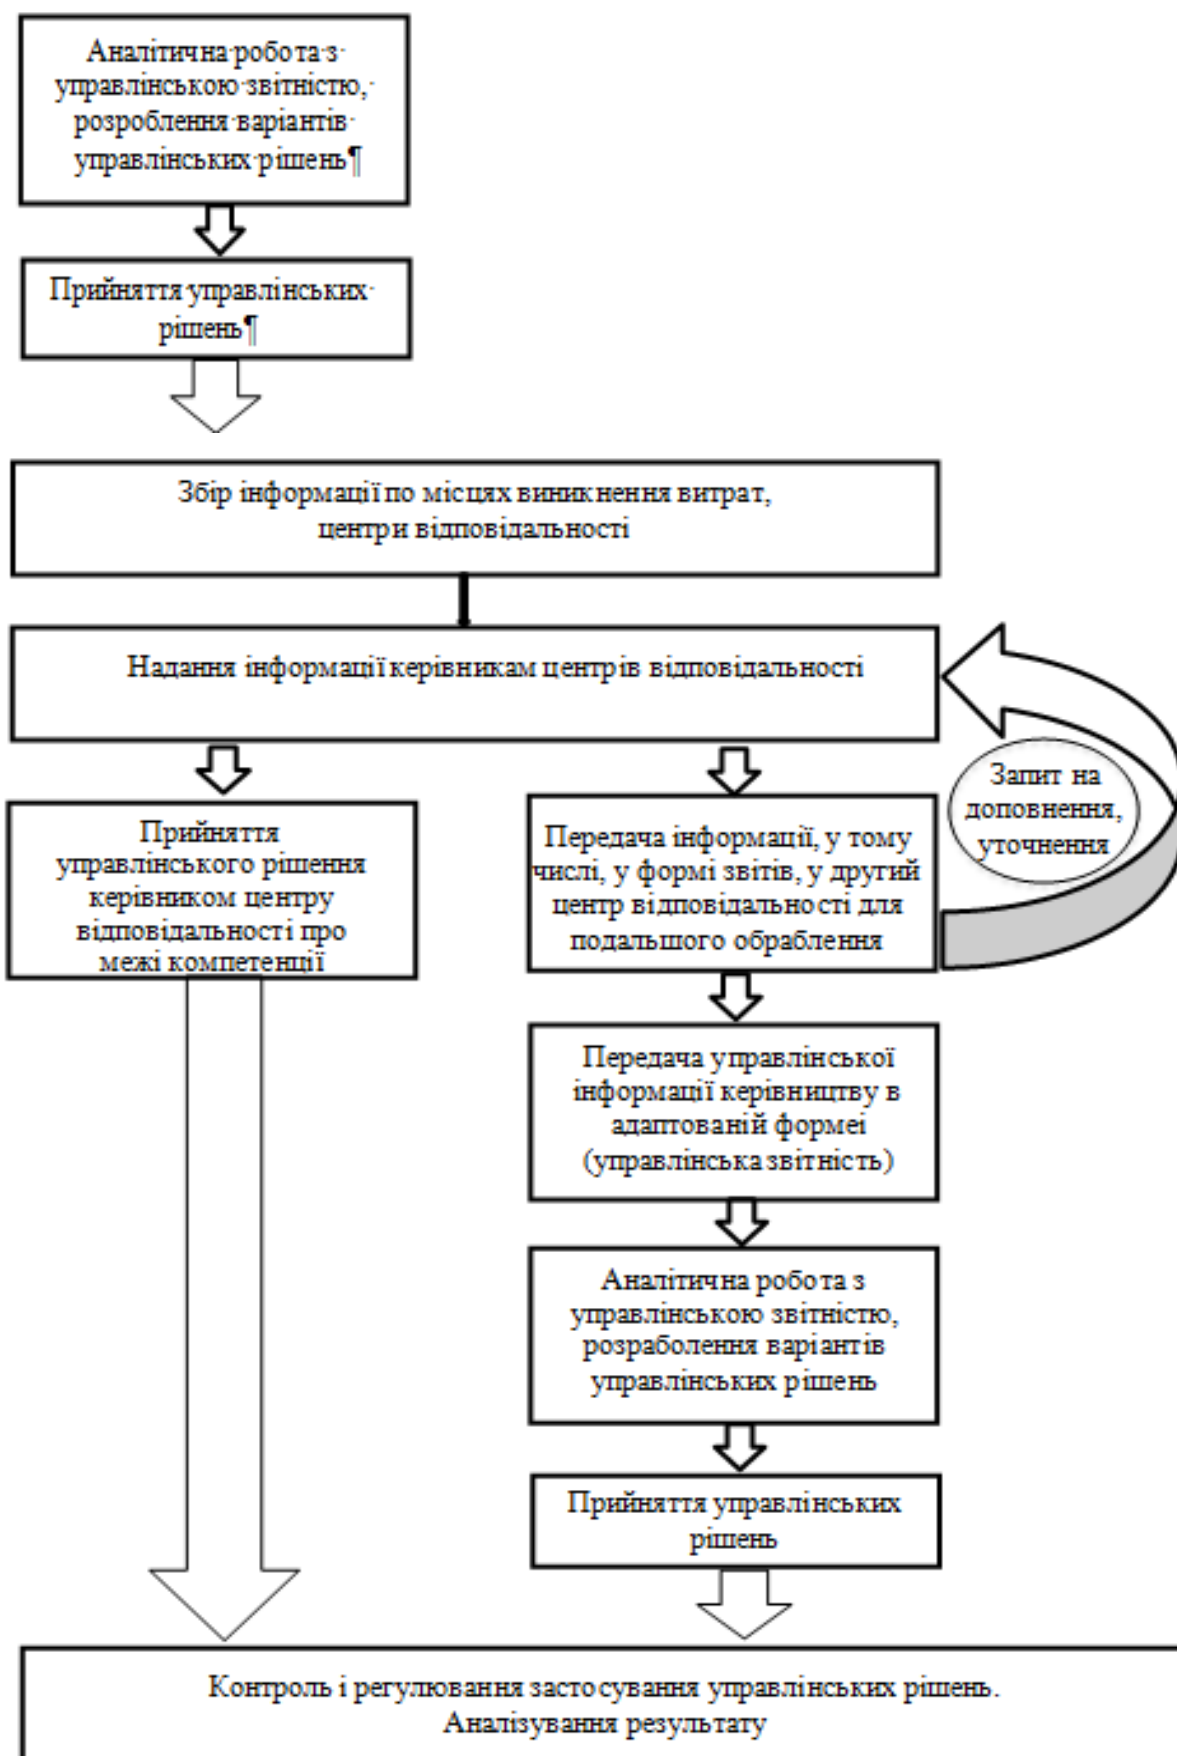 Аналітична·робота·з·
управлінською·звітністю,·
розроблення·варіантів·
управлінських·рішень¶
Прийняття·управлінських·
рішень¶
Збір інформації по місцях виникнення витрат,
центри відповідальності
Надання інформації керівникам центрів відповідальності
Запит на
доповнення,
уточнення
Прийняття
управлінського рішення
керівником центру
відповідальності про
межі компетенції
Передача інформації, у тому
числі, у формі звітів, у другий
центр відповідальності для
подальшого обраблення
Передача управлінської
інформації керівництву в
адаптованій формеі
(управлінська звітність)
Аналітична робота з
управлінською звітністю,
розраболення варіантів
управлінських рішень
Прийняття управлінських
рішень
Контроль і регулювання застосування управлінських рішень.
Аналізування результату